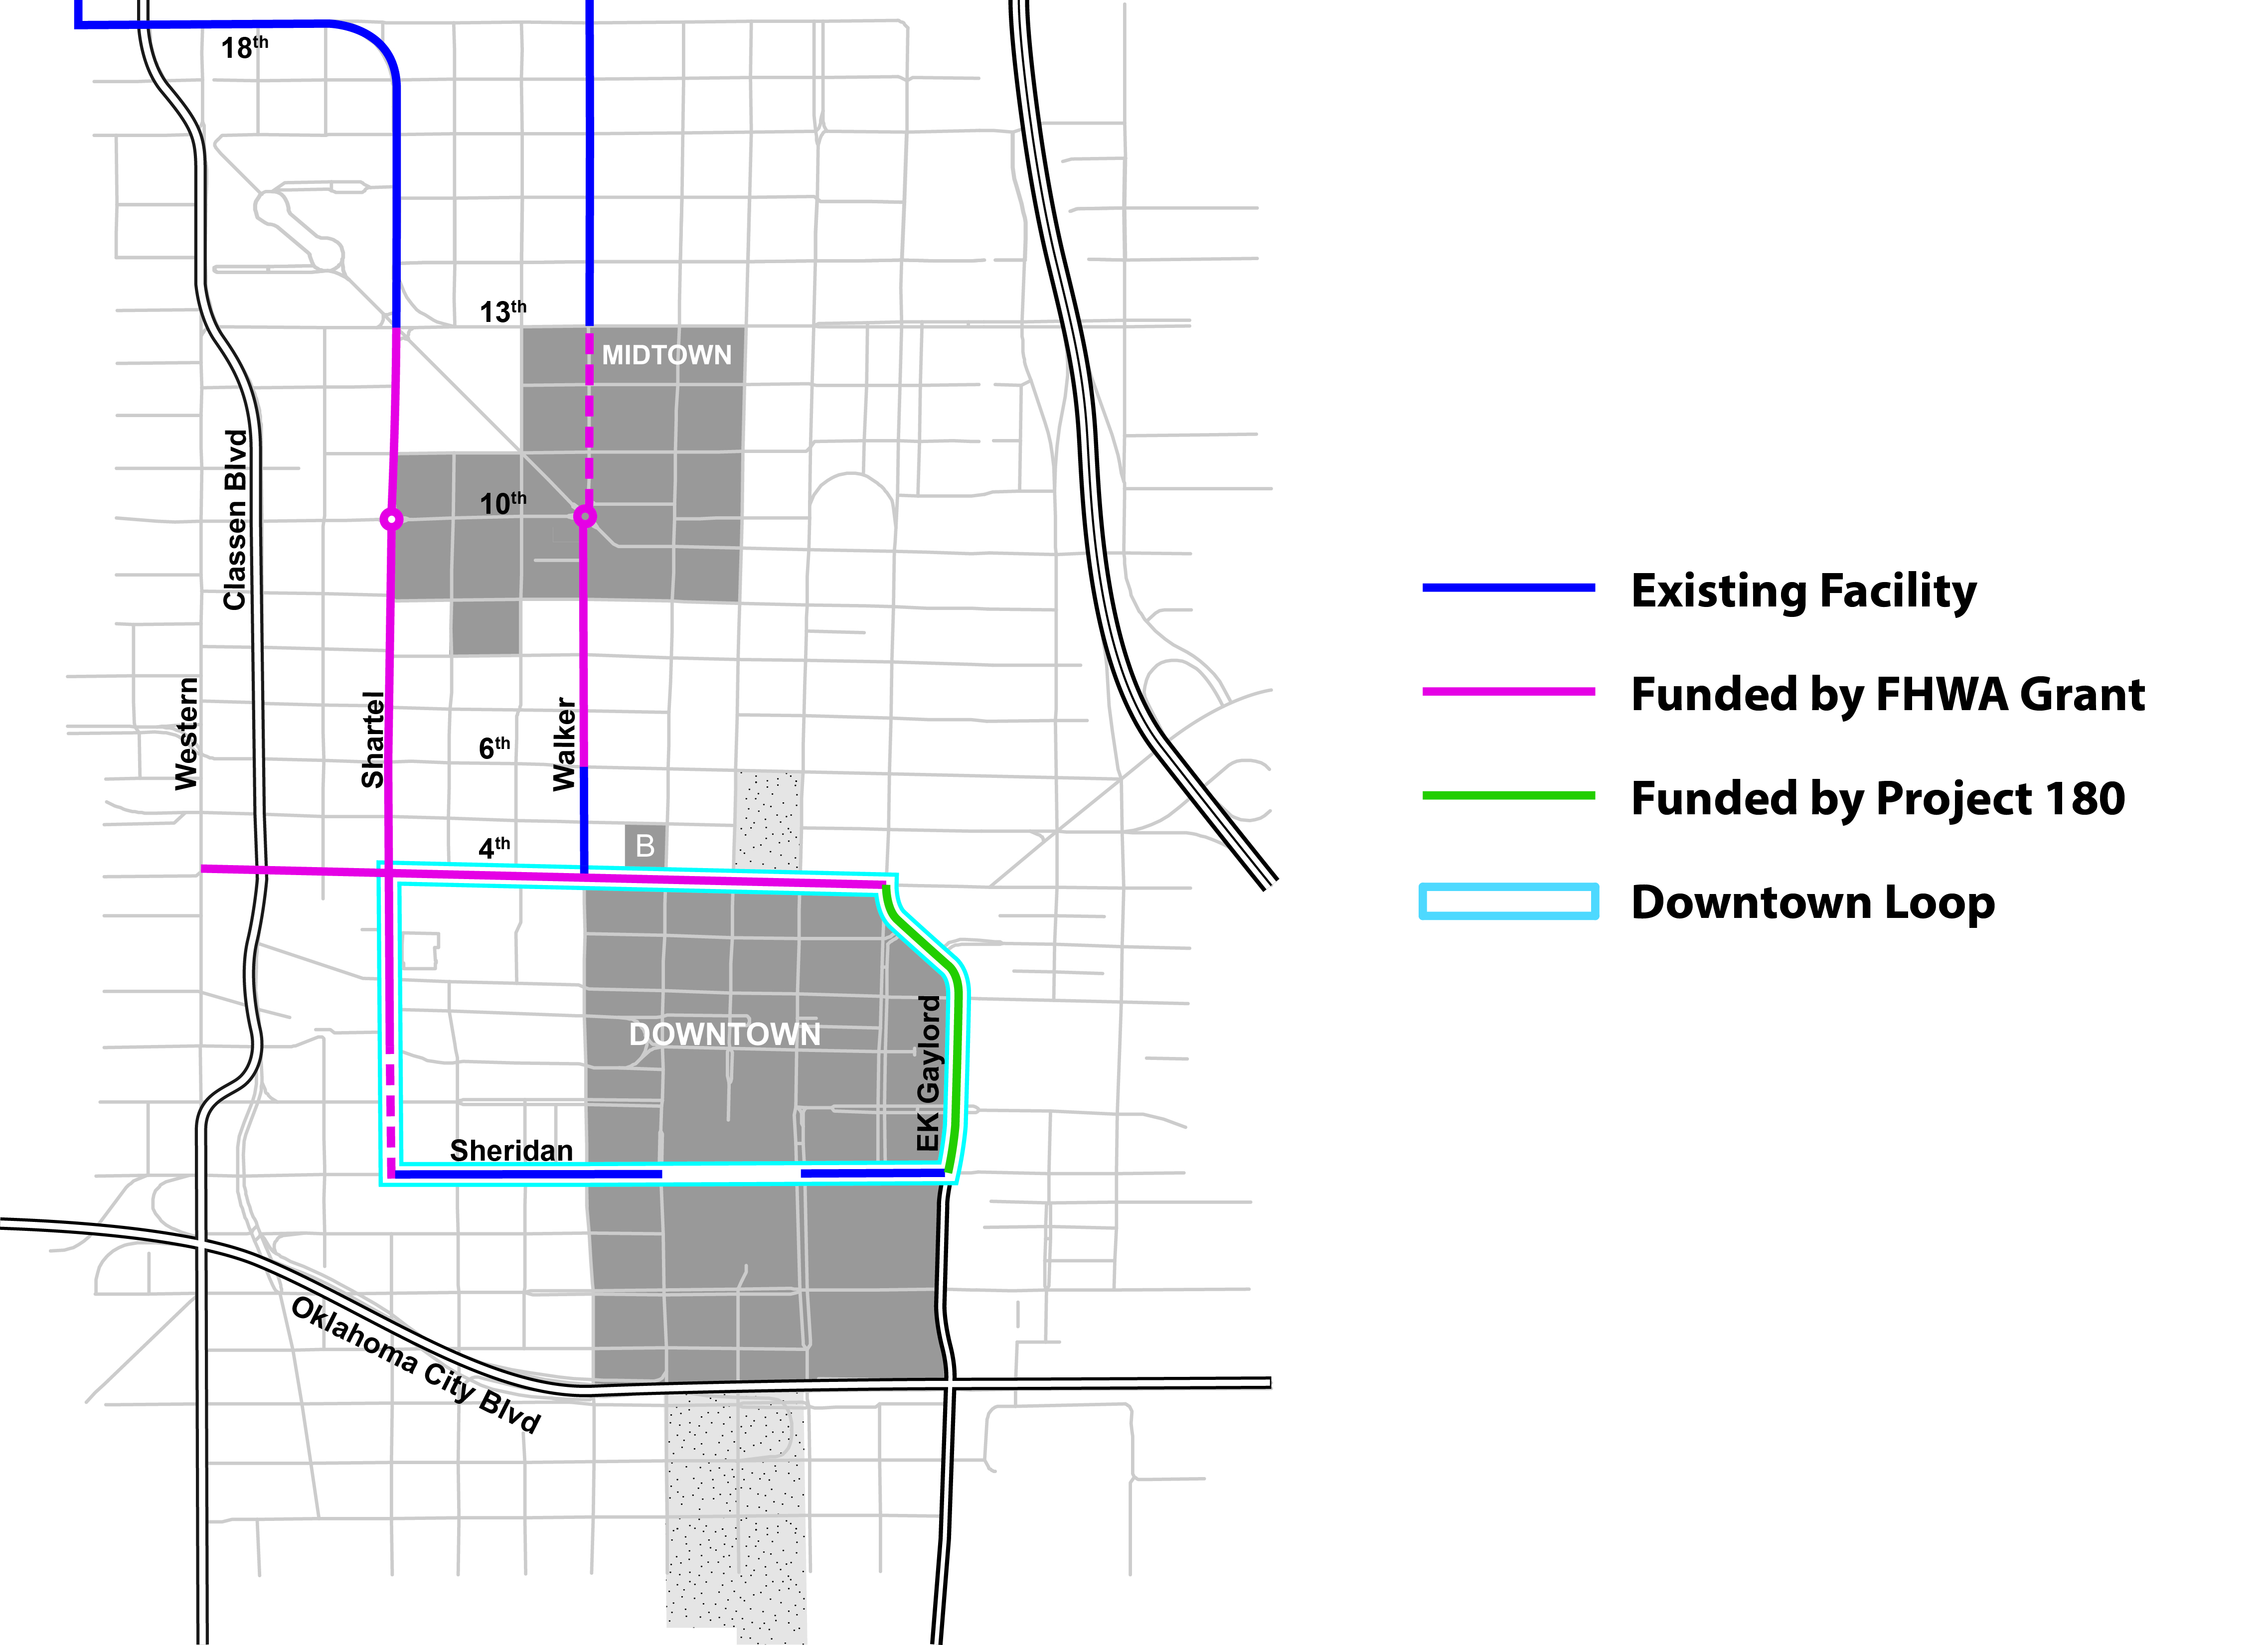 18th
13th
MIDTOWN
10th
Classen Blvd
Western
Shartel
6th
Walker
4th
B
DOWNTOWN
EK Gaylord
Sheridan
Oklahoma City Blvd
Existing Facility
Funded by FHWA Grant
Funded by Project 180
Downtown Loop